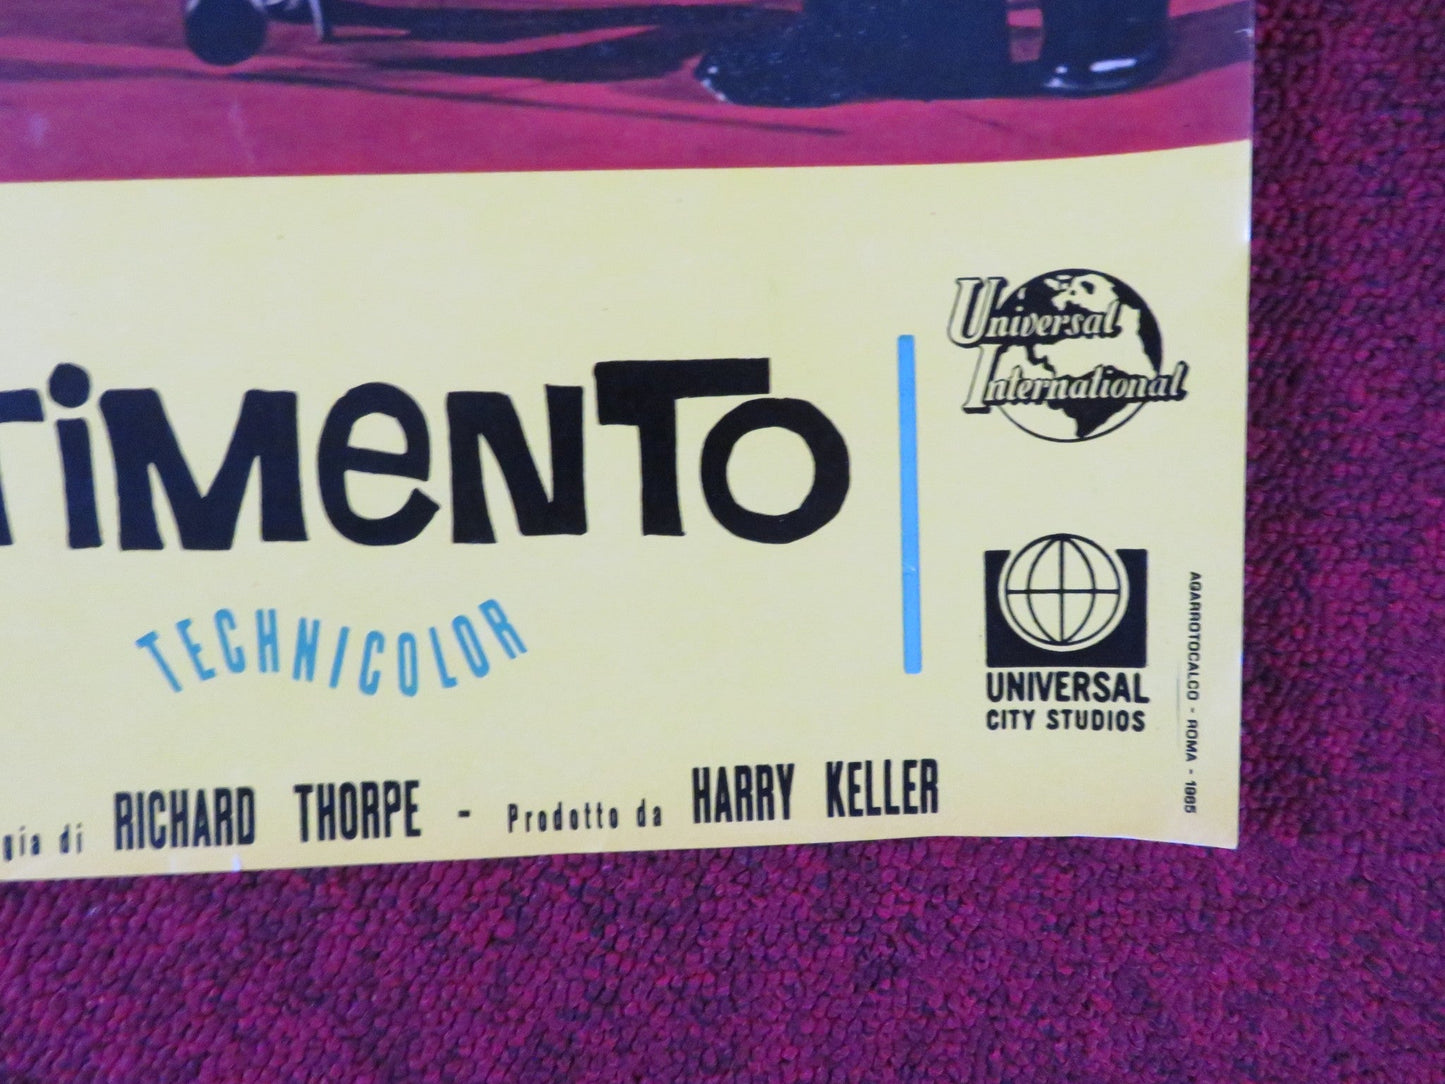 TiMeNTO
TECHNICOLOR
gia di RICHARD THORPE - Prodotto da HARRY KELLER
Universal
International
UNIVERSAL
CITY STUDIOS
AGARROTOCALCO - ROMA - 1965